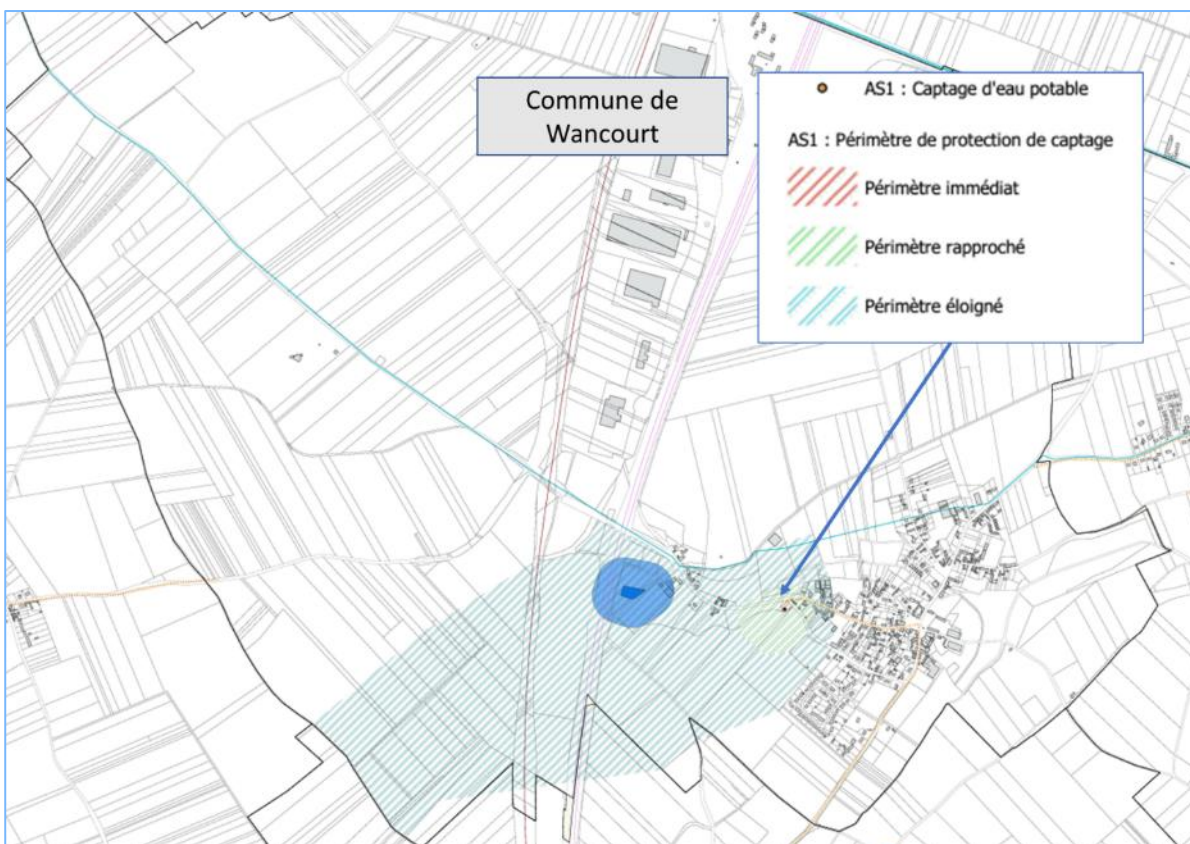 Commune de
Wancourt
AS1 : Captage d'eau potable
AS1 : Périmètre de protection de captage
Périmètre immédiat
Périmètre rapproché
Périmètre éloigné